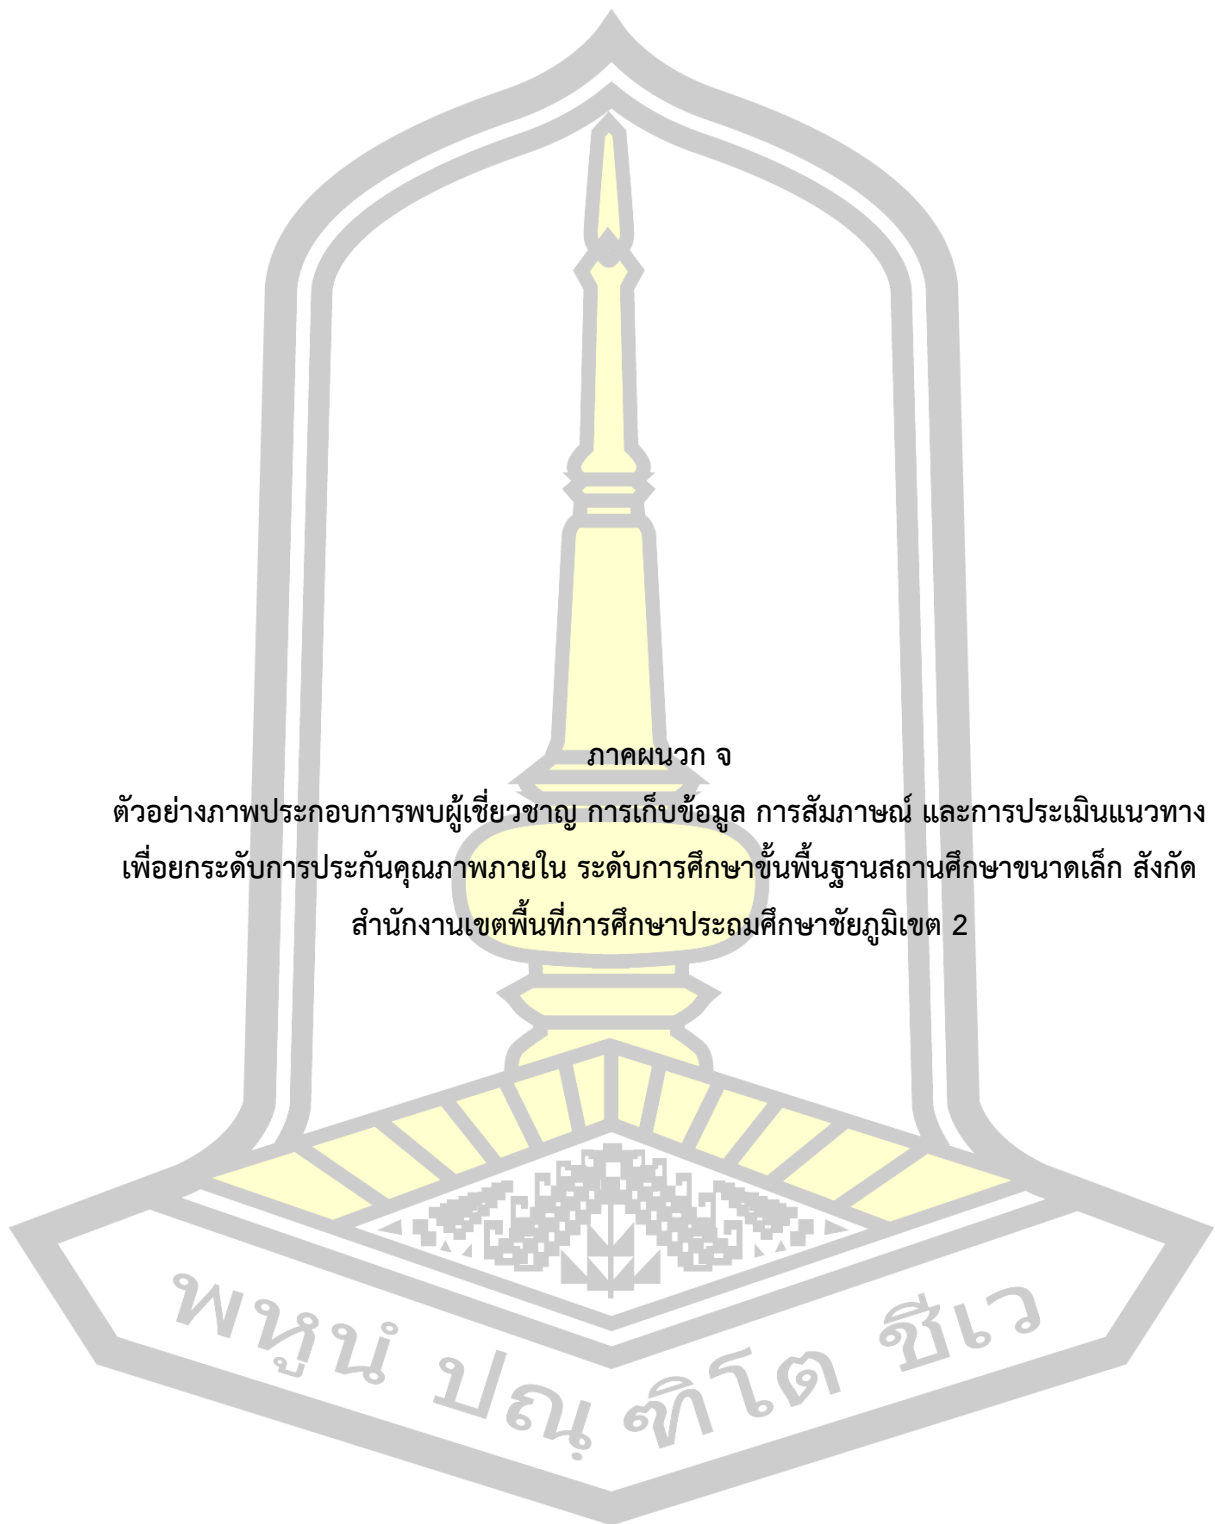 ภาคผนวก จ
ตัวอย่างภาพประกอบการพบผู้เชี่ยวชาญ การเก็บข้อมูล การสัมภาษณ์ และการประเมินแนวทาง
เพื่อยกระดับการประกันคุณภาพภายใน ระดับการศึกษาขั้นพื้นฐานสถานศึกษาขนาดเล็ก สังกัด
สำนักงานเขตพื้นที่การศึกษาประถมศึกษาชัยภูมิเขต 2
พหูนํ ปณฺ ฑิโต ชีเว